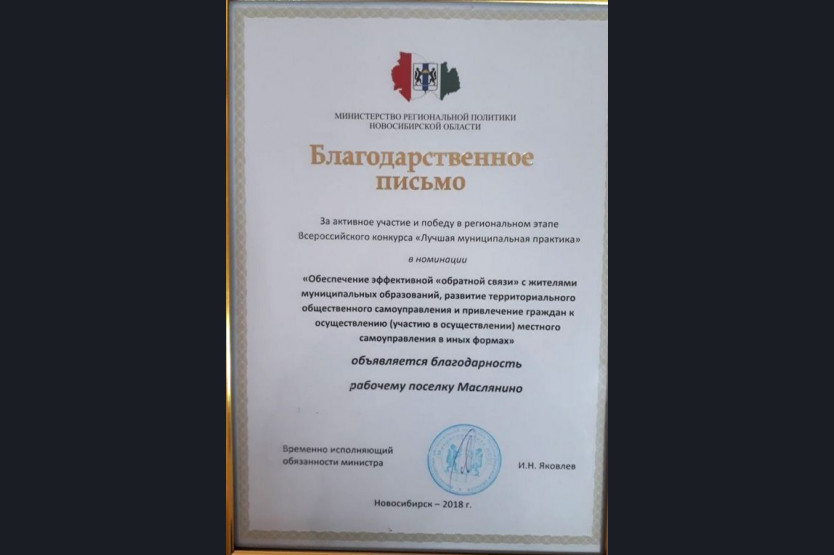 МИНИСТЕРСТВО РЕГИОНАЛЬНОЙ ПОЛИТИКИ
НОВОСИБИРСКОЙ ОБЛАСТИ
Благодарственное
письмо
За активное участие и победу в региональном этапе
Всероссийского конкурса «Лучшая муниципальная практика»
в номинации
«Обеспечение эффективной «обратной связи» с жителями
муниципальных образований, развитие территориального
общественного самоуправления и привлечение граждан к
осуществлению (участию в осуществлении) местного
самоуправления в иных формах»
объявляется благодарность
рабочему поселку Маслянино
Временно исполняющий
обязанности министра
И.Н. Яковлев
Новосибирск – 2018 г.